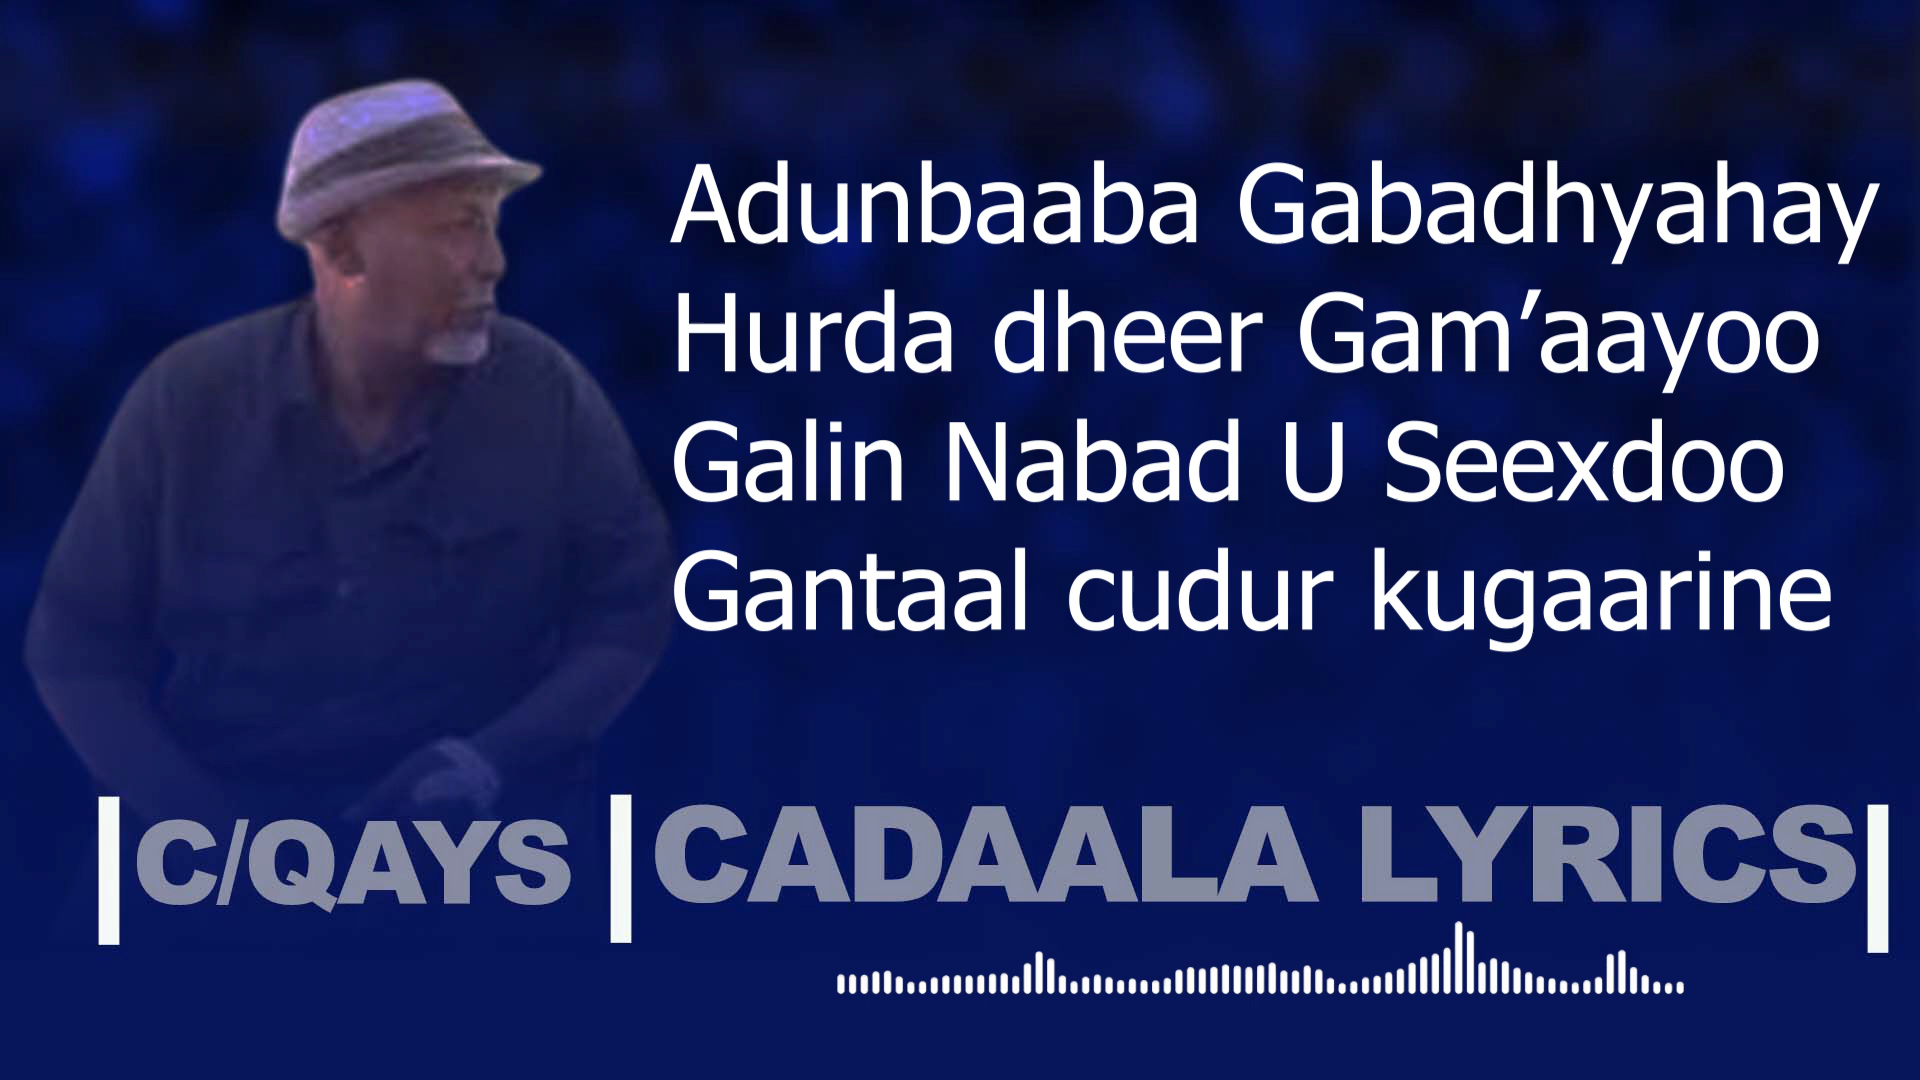 Adunbaaba Gabadhyahay
Hurda dheer Gam’aayoo
Galin Nabad U Seexdoo
Gantaal cudur kugaarine
|C/QAYS |CADAALA LYRICS|